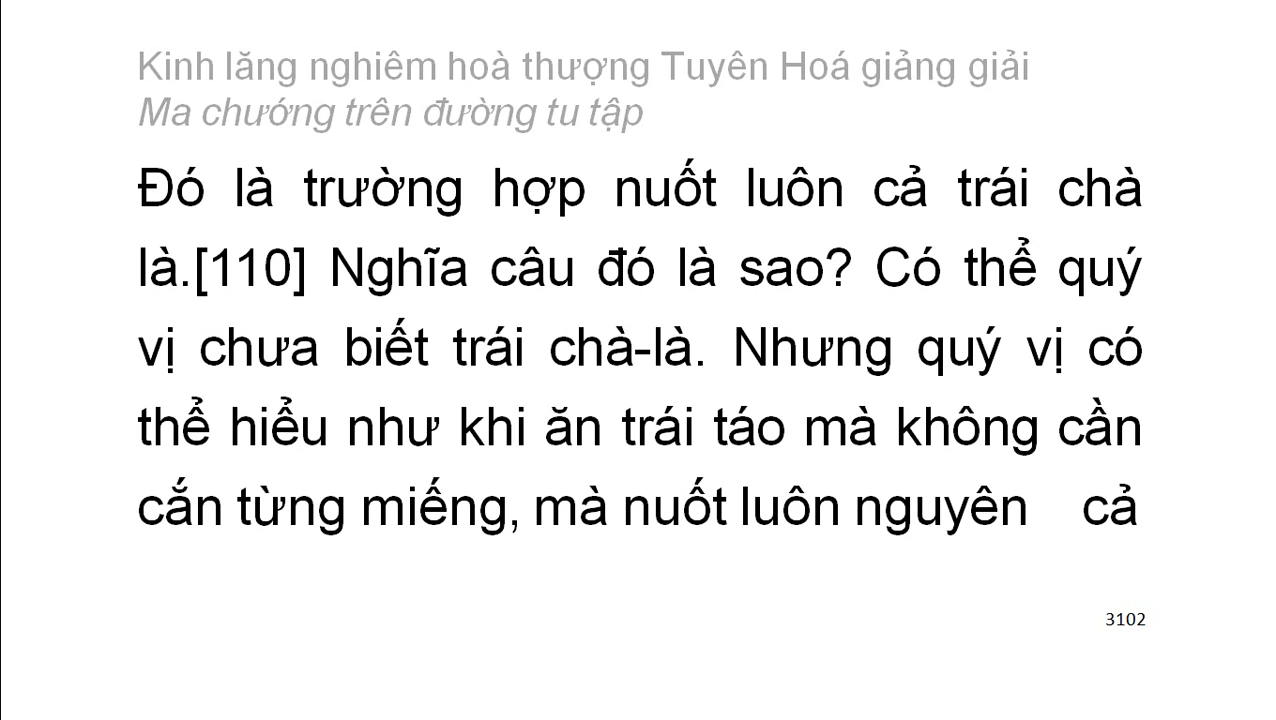 Kinh lăng nghiêm hoà thượng Tuyên Hoá giảng giải
Ma chướng trên đường tu tập
Đó là trường hợp nuốt luôn cả trái chà
là.[110] Nghĩa câu đó là sao? Có thể quý
vị chưa biết trái chà-là. Nhưng quý vị có
thể hiểu như khi ăn trái táo mà không cần
cắn từng miếng, mà nuốt luôn nguyên cả
3102